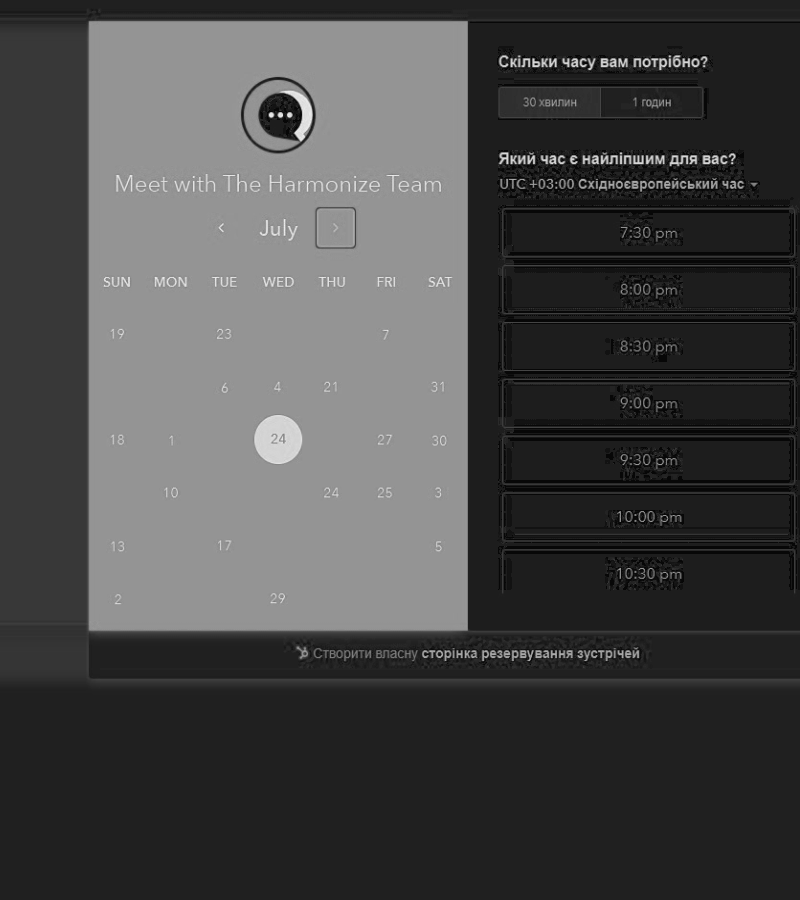 Meet with The Harmonize Team
‹ July ›
SUN MON TUE WED THU FRI SAT
19 23 7
6 4 21 31
18 1 24 27 30
10 24 25 3
13 17 5
2 29
Скільки часу вам потрібно?
30 хвилин 1 годин
Який час є найліпшим для вас?
UTC +03:00 Східноєвропейський час
7:30 pm
8:00 pm
8:30 pm
9:00 pm
9:30 pm
10:00 pm
10:30 pm
Створити власну сторінка резервування зустрічей